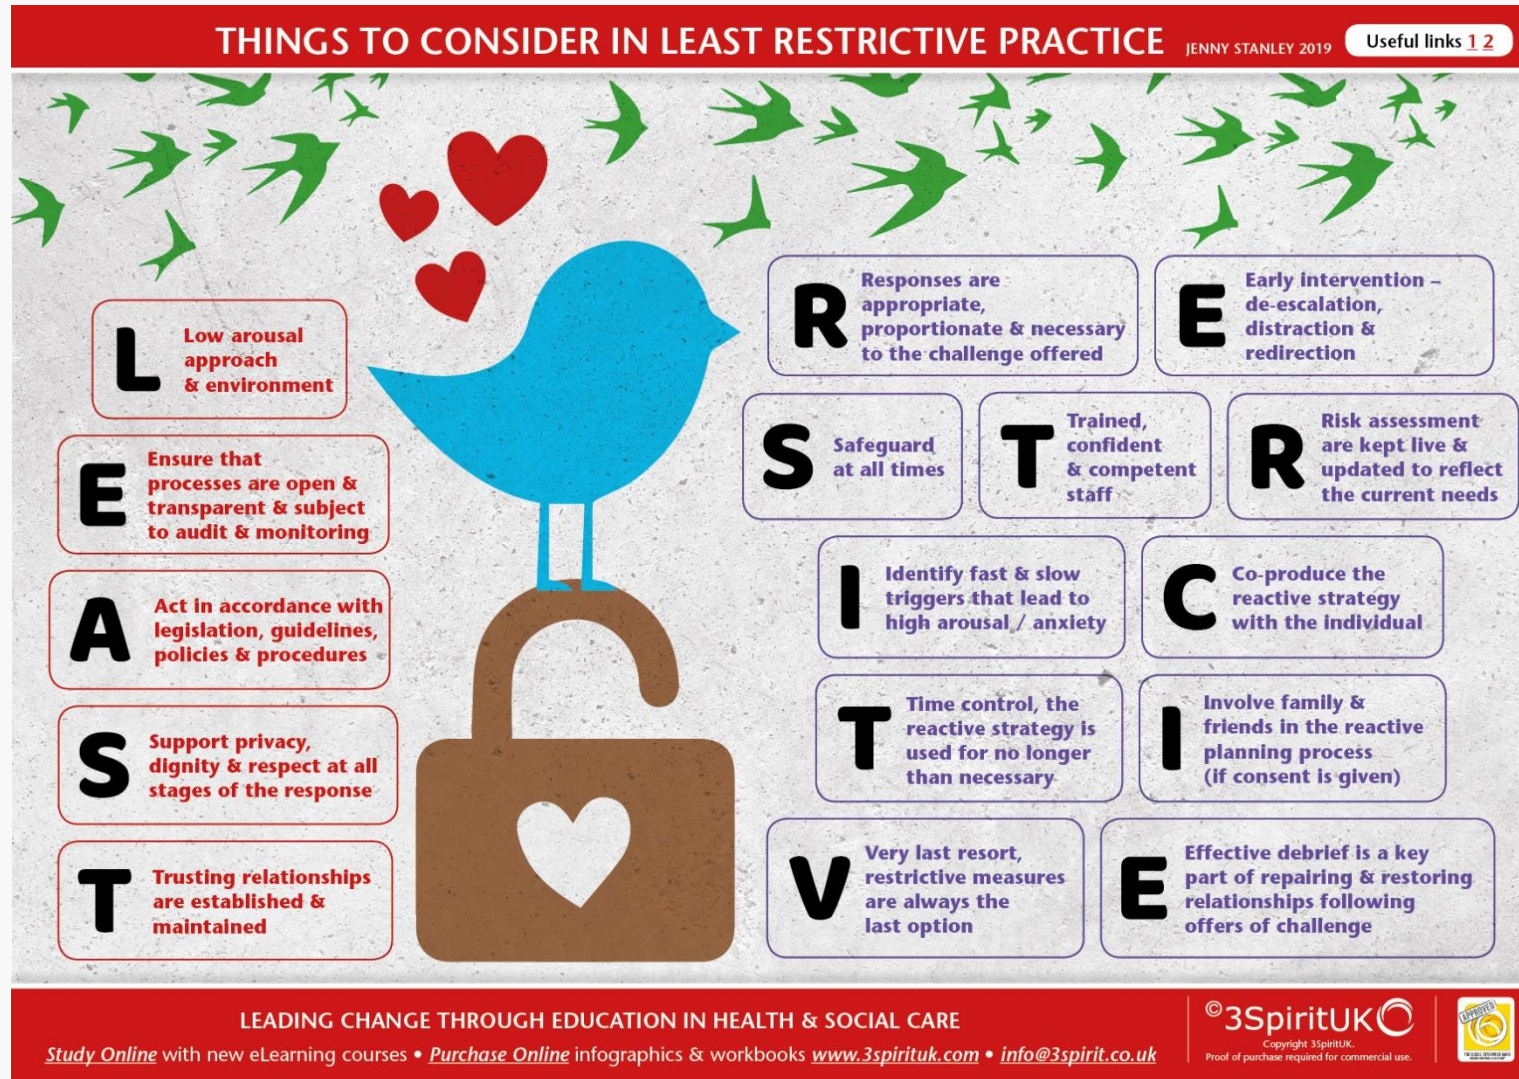 THINGS TO CONSIDER IN LEAST RESTRICTIVE PRACTICE JENNY STANLEY 2019 Useful links 1 2
L
Low arousal
approach
& environment
E
Ensure that
processes are open &
transparent & subject
to audit & monitoring
A
Act in accordance with
legislation, guidelines,
policies & procedures
S
Support privacy,
dignity & respect at all
stages of the response
T
Trusting relationships
are established &
maintained
R
Responses are
appropriate,
proportionate & necessary
to the challenge offered
E
Early intervention –
de-escalation,
distraction &
redirection
S
Safeguard
at all times
T
Trained,
confident
& competent
staff
R
Risk assessment
are kept live &
updated to reflect
the current needs
I
Identify fast & slow
triggers that lead to
high arousal / anxiety
C
Co-produce the
reactive strategy
with the individual
T
Time control, the
reactive strategy is
used for no longer
than necessary
I
Involve family &
friends in the reactive
planning process
(if consent is given)
V
Very last resort,
restrictive measures
are always the
last option
E
Effective debrief is a key
part of repairing & restoring
relationships following
offers of challenge
LEADING CHANGE THROUGH EDUCATION IN HEALTH & SOCIAL CARE
Study Online with new eLearning courses • Purchase Online infographics & workbooks www.3spirituk.com • info@3spirit.co.uk
©3SpiritUK
Copyright 3SpiritUK.
Proof of purchase required for commercial use.
APPROVED